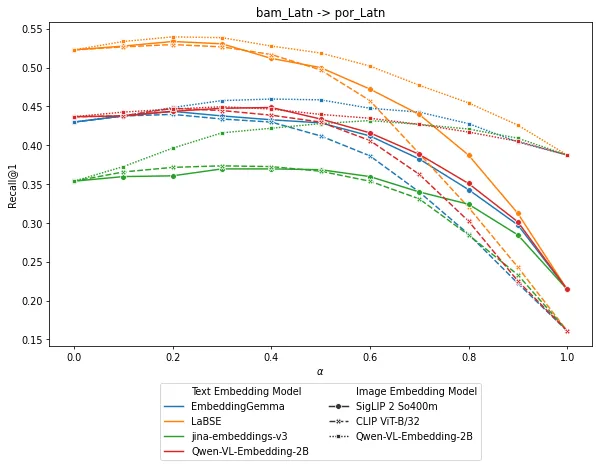 bam_Latn -> por_Latn
Recall@1
0.55
0.50
0.45
0.40
0.35
0.30
0.25
0.20
0.15
0.0 0.2 0.4 0.6 0.8 1.0
α
Text Embedding Model
EmbeddingGemma
LaBSE
jina-embeddings-v3
Qwen-VL-Embedding-2B
Image Embedding Model
SigLIP 2 So400m
CLIP ViT-B/32
Qwen-VL-Embedding-2B